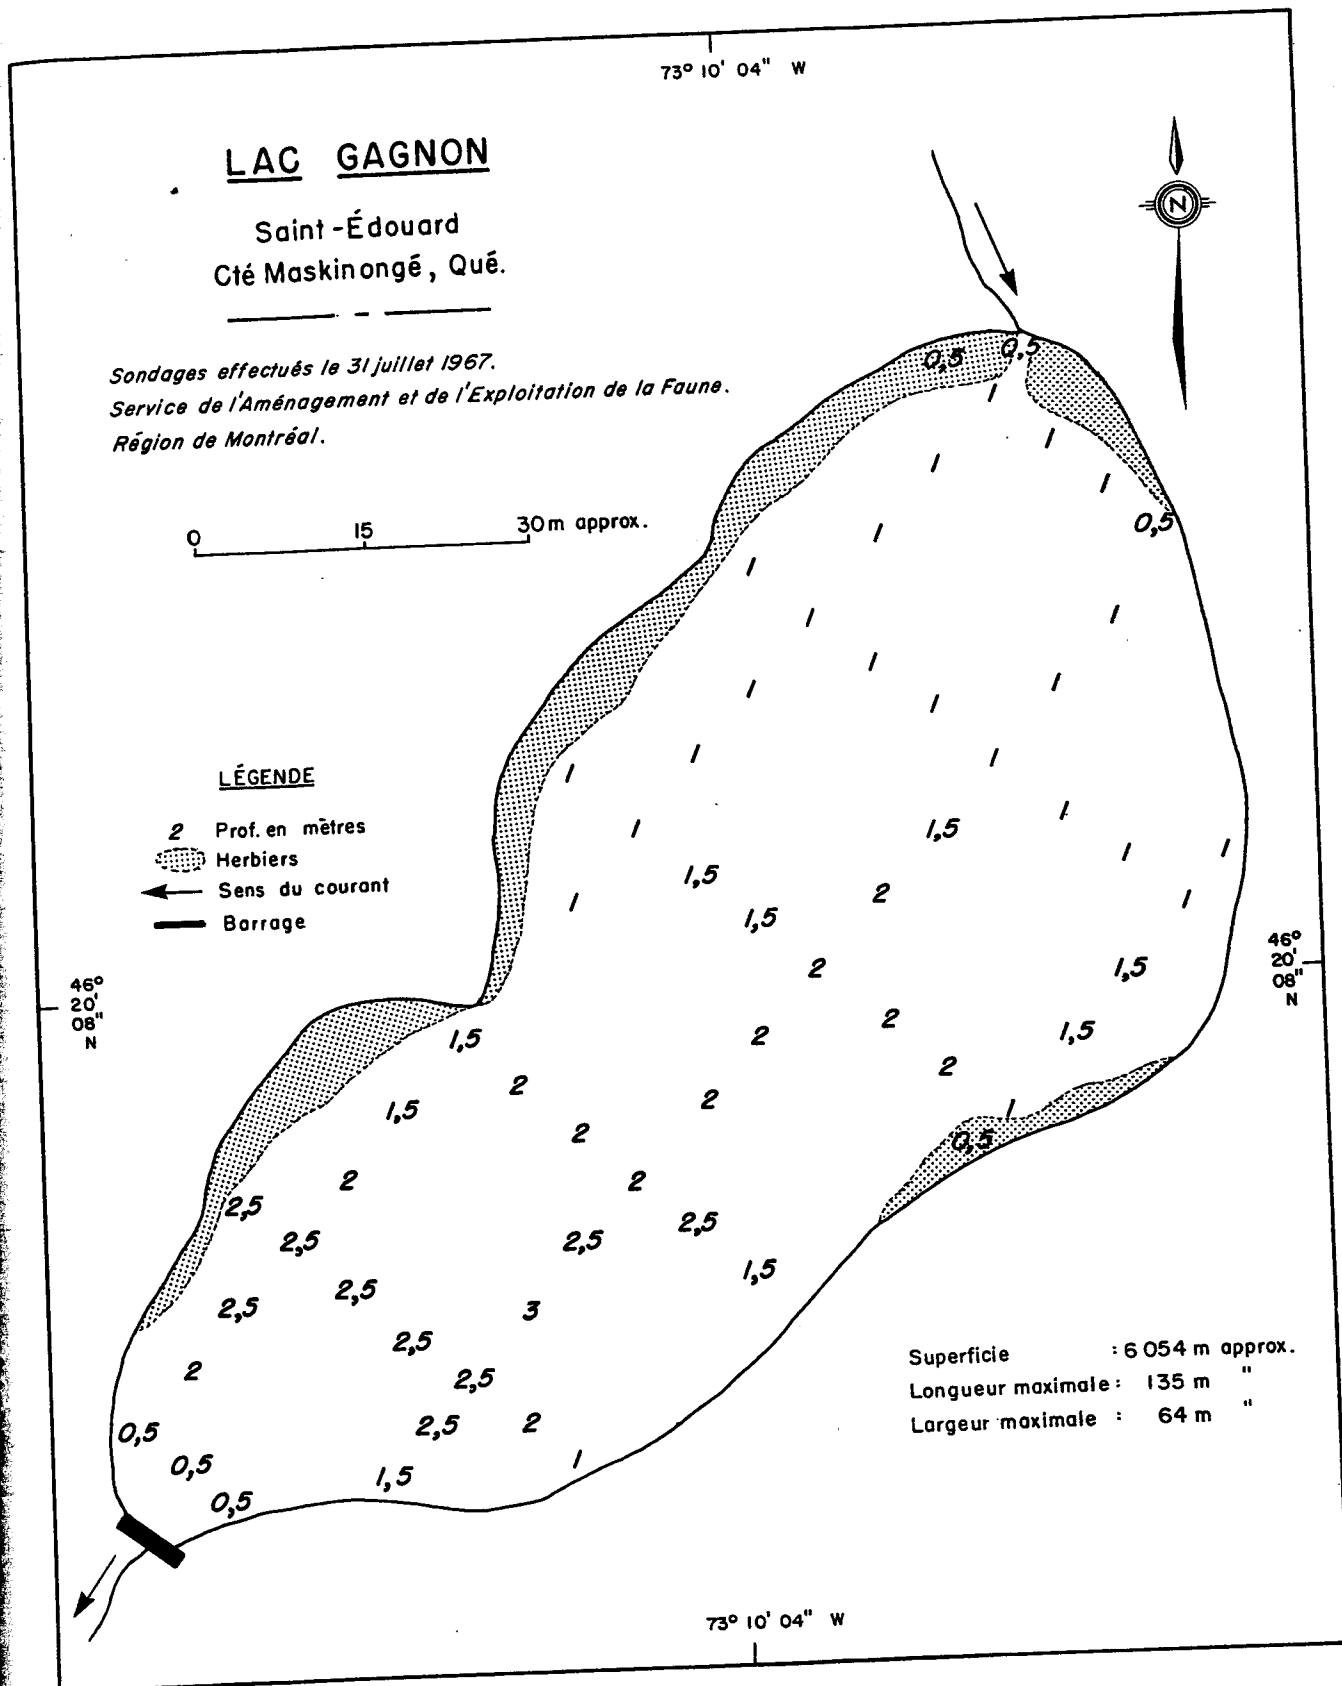 73° 10' 04" W
LAC GAGNON
Saint-Édouard
Cté Maskinongé, Qué.
Sondages effectués le 31 juillet 1967.
Service de l'Aménagement et de l'Exploitation de la Faune.
Région de Montréal.
0 15 30 m approx.
N
0,5 0,5
1
1
1
1
0,5
1
1
1 1
1
1 1
1
1 1
1
1
1,5
1 1 1
1,5 2
1 1,5 1
LÉGENDE
2 Prof. en mètres
Herbiers
Sens du courant
Barrage
46°
20'
08"
N
46°
20'
08"
N
2 1,5
2 1,5
1,5 2
2 2
1,5 2 1
2 0,5
2 2
2,5
2,5 2,5 2,5
2,5 1,5
2,5 3
2,5
2 2,5
0,5 2,5 2
0,5 1,5 1
0,5
Superficie : 6 054 m approx.
Longueur maximale : 135 m "
Largeur maximale : 64 m "
73° 10' 04" W